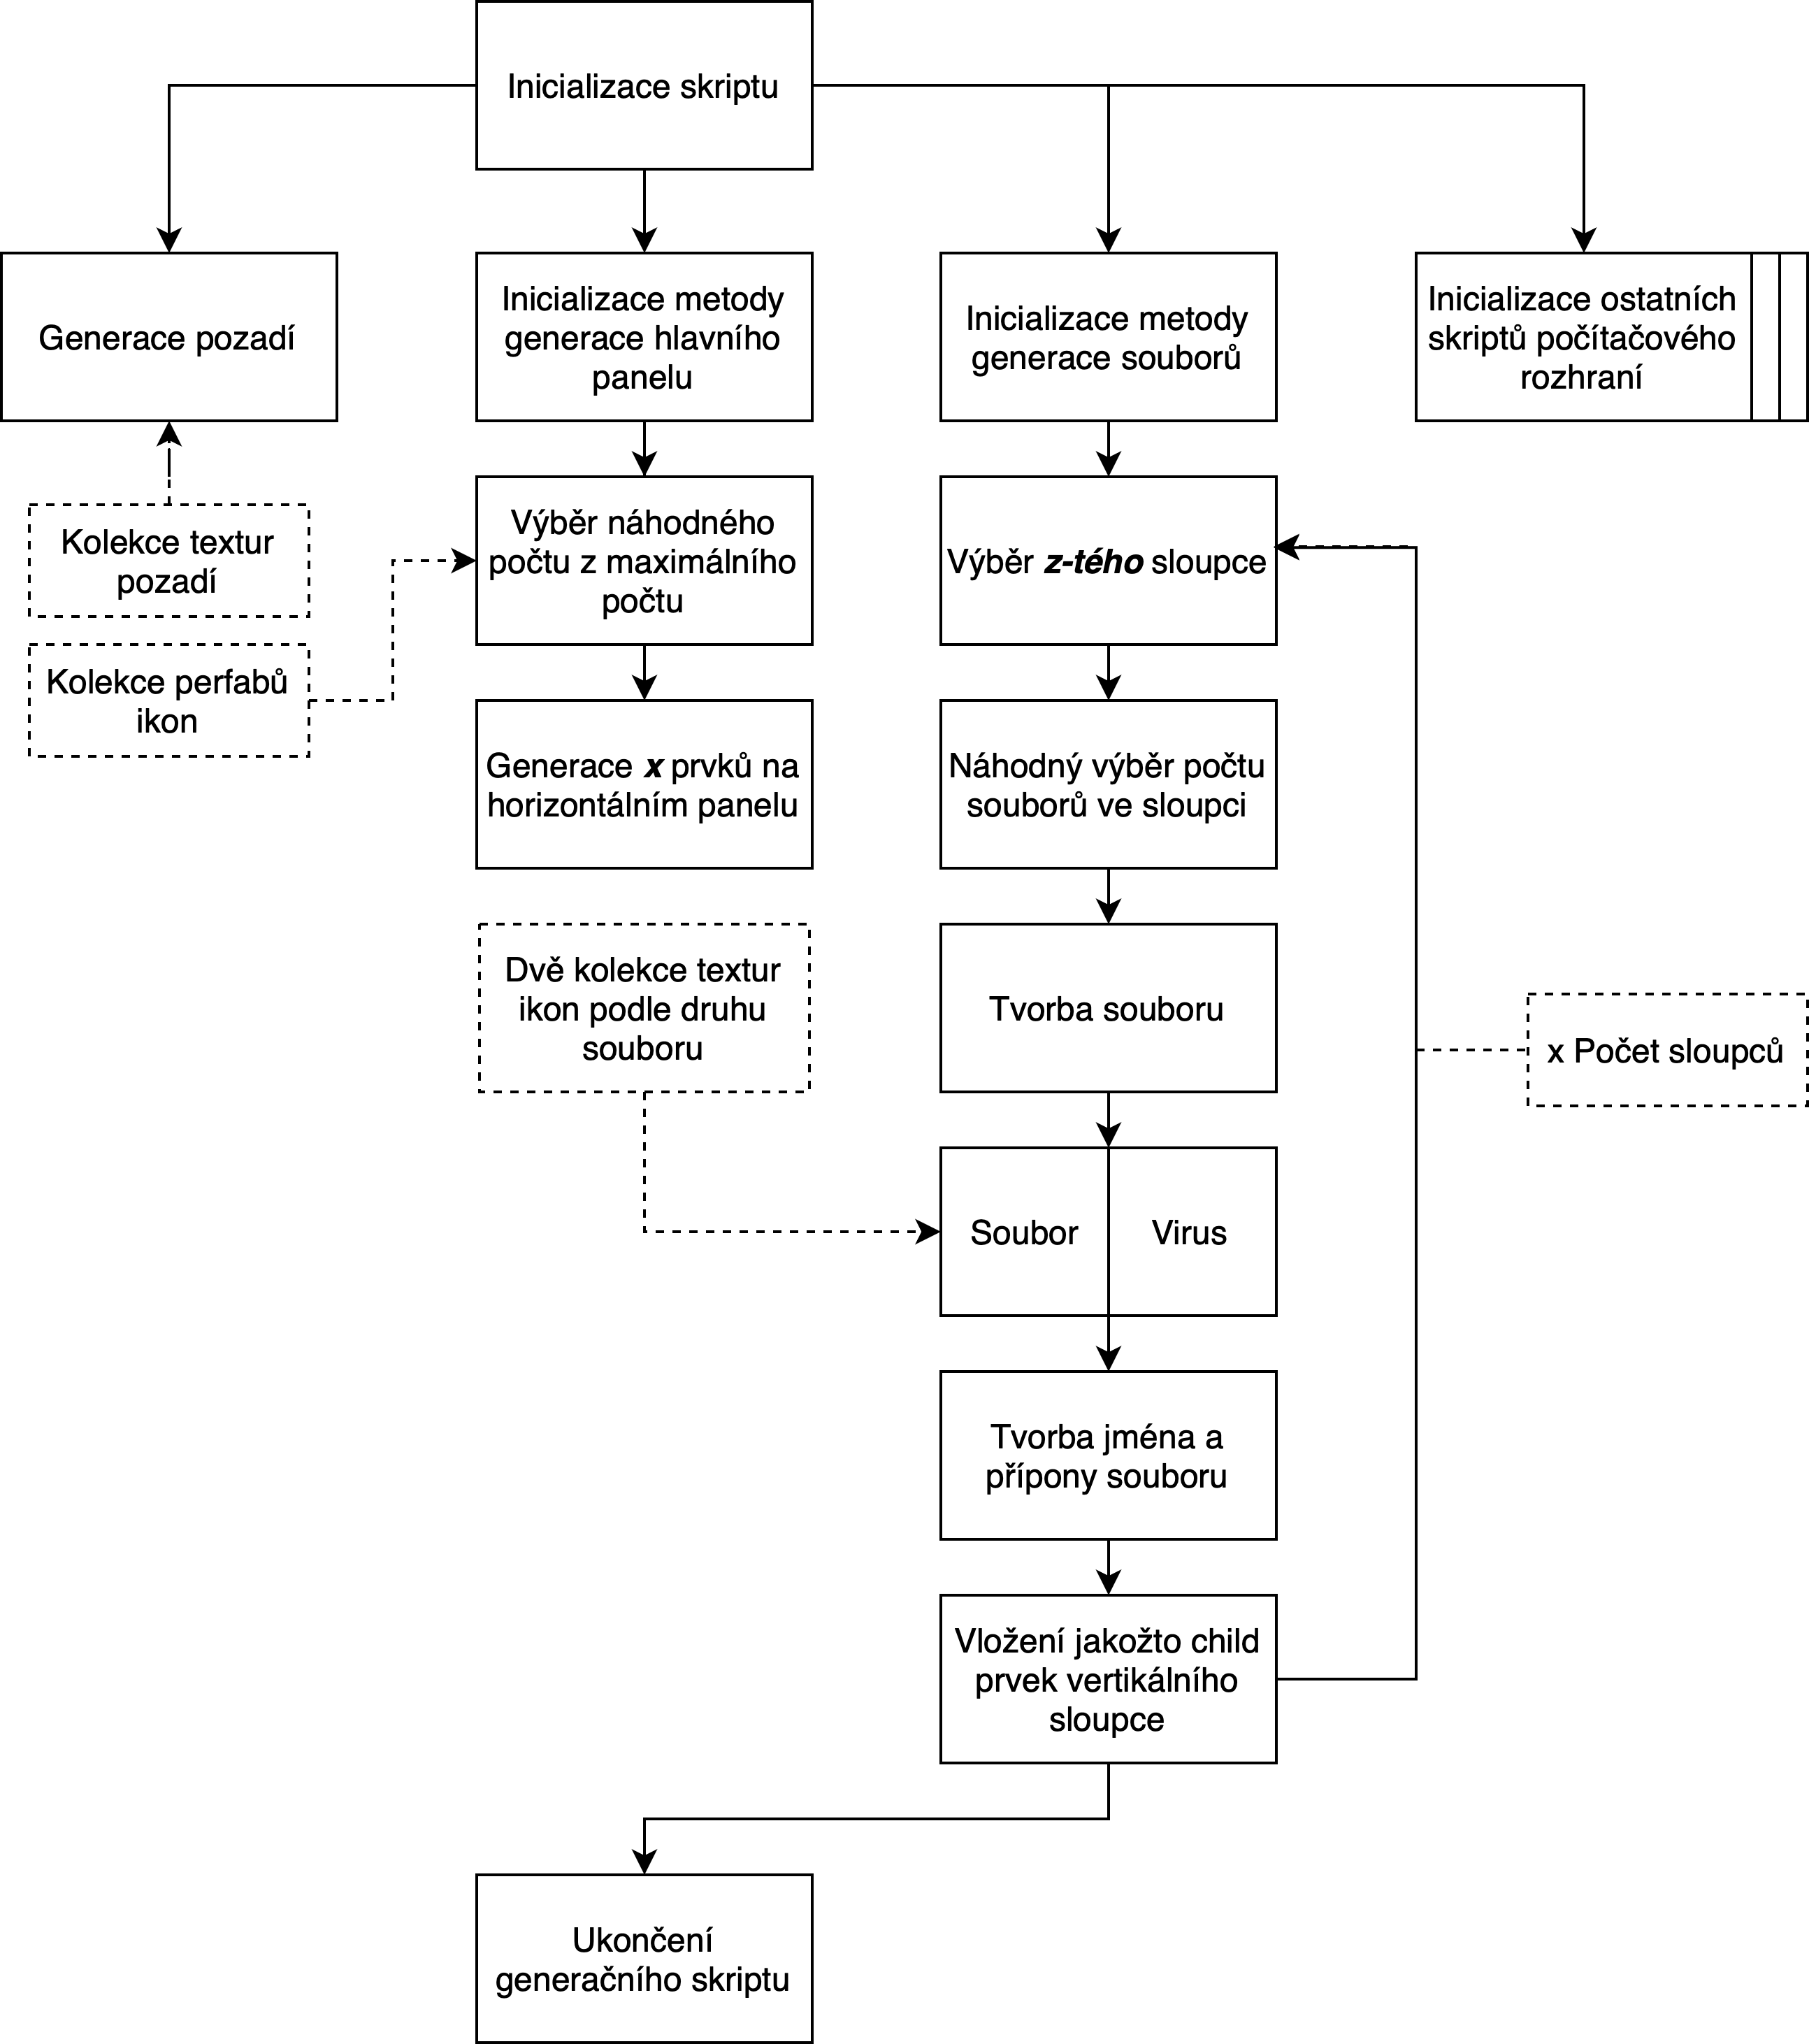 Inicializace skriptu
Generace pozadí
Inicializace metody
generace hlavního
panelu
Inicializace metody
generace souborů
Inicializace ostatních
skriptů počítačového
rozhraní
Kolekce textur
pozadí
Výběr náhodného
počtu z maximálního
počtu
Výběr z-tého sloupce
Kolekce perfabů
ikon
Generace x prvků na
horizontálním panelu
Náhodný výběr počtu
souborů ve sloupci
Dvě kolekce textur
ikon podle druhu
souboru
Tvorba souboru
x Počet sloupců
Soubor
Virus
Tvorba jména a
přípony souboru
Vložení jakožto child
prvek vertikálního
sloupce
Ukončení
generačního skriptu